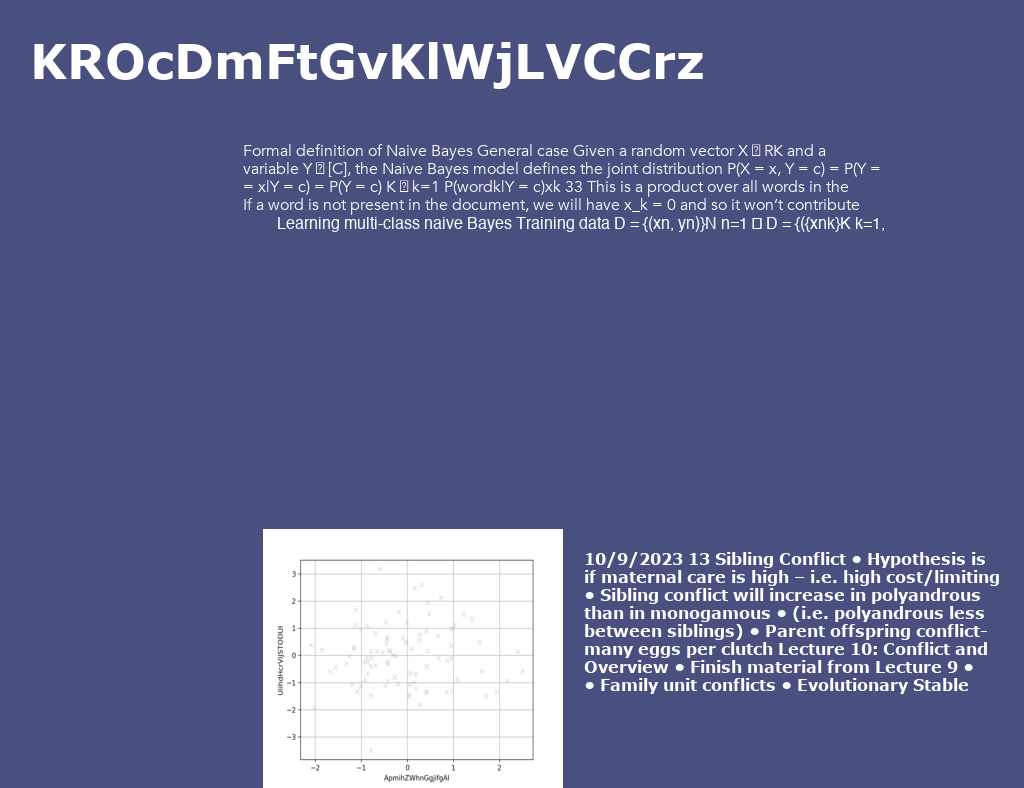 KROcDmFtGvKlWjLVCCrz
Formal definition of Naive Bayes General case Given a random vector X RK and a
variable Y [C], the Naive Bayes model defines the joint distribution P(X = x, Y = c) = P(Y =
= x|Y = c) = P(Y = c) K k=1 P(wordk|Y = c)xk 33 This is a product over all words in the
If a word is not present in the document, we will have x_k = 0 and so it won’t contribute
Learning multi-class naive Bayes Training data D = {(xn, yn)}N n=1 D = {({xnk}K k=1,
3
2
1
0
−1
−2
−3
−2 −1 0 1 2
ApmihZWhnGgjifgAl
10/9/2023 13 Sibling Conflict • Hypothesis is
if maternal care is high – i.e. high cost/limiting
• Sibling conflict will increase in polyandrous
than in monogamous • (i.e. polyandrous less
between siblings) • Parent offspring conflict–
many eggs per clutch Lecture 10: Conflict and
Overview • Finish material from Lecture 9 •
• Family unit conflicts • Evolutionary Stable